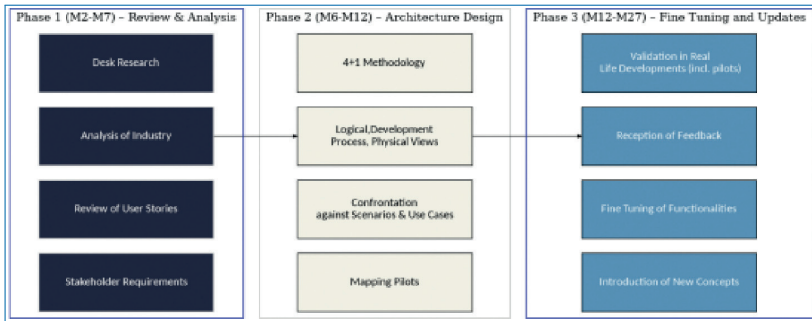 Phase 1 (M2-M7) – Review & Analysis
Desk Research
Analysis of Industry
Review of User Stories
Stakeholder Requirements
Phase 2 (M6-M12) – Architecture Design
4+1 Methodology
Logical,Development
Process, Physical Views
Confrontation
against Scenarios & Use Cases
Mapping Pilots
Phase 3 (M12-M27) – Fine Tuning and Updates
Validation in Real
Life Developments (incl. pilots)
Reception of Feedback
Fine Tuning of Functionalities
Introduction of New Concepts